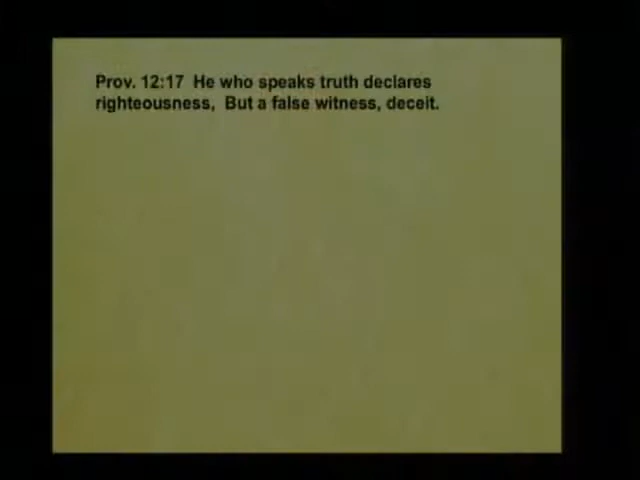 Prov. 12:17  He who speaks truth declares
righteousness,  But a false witness, deceit.